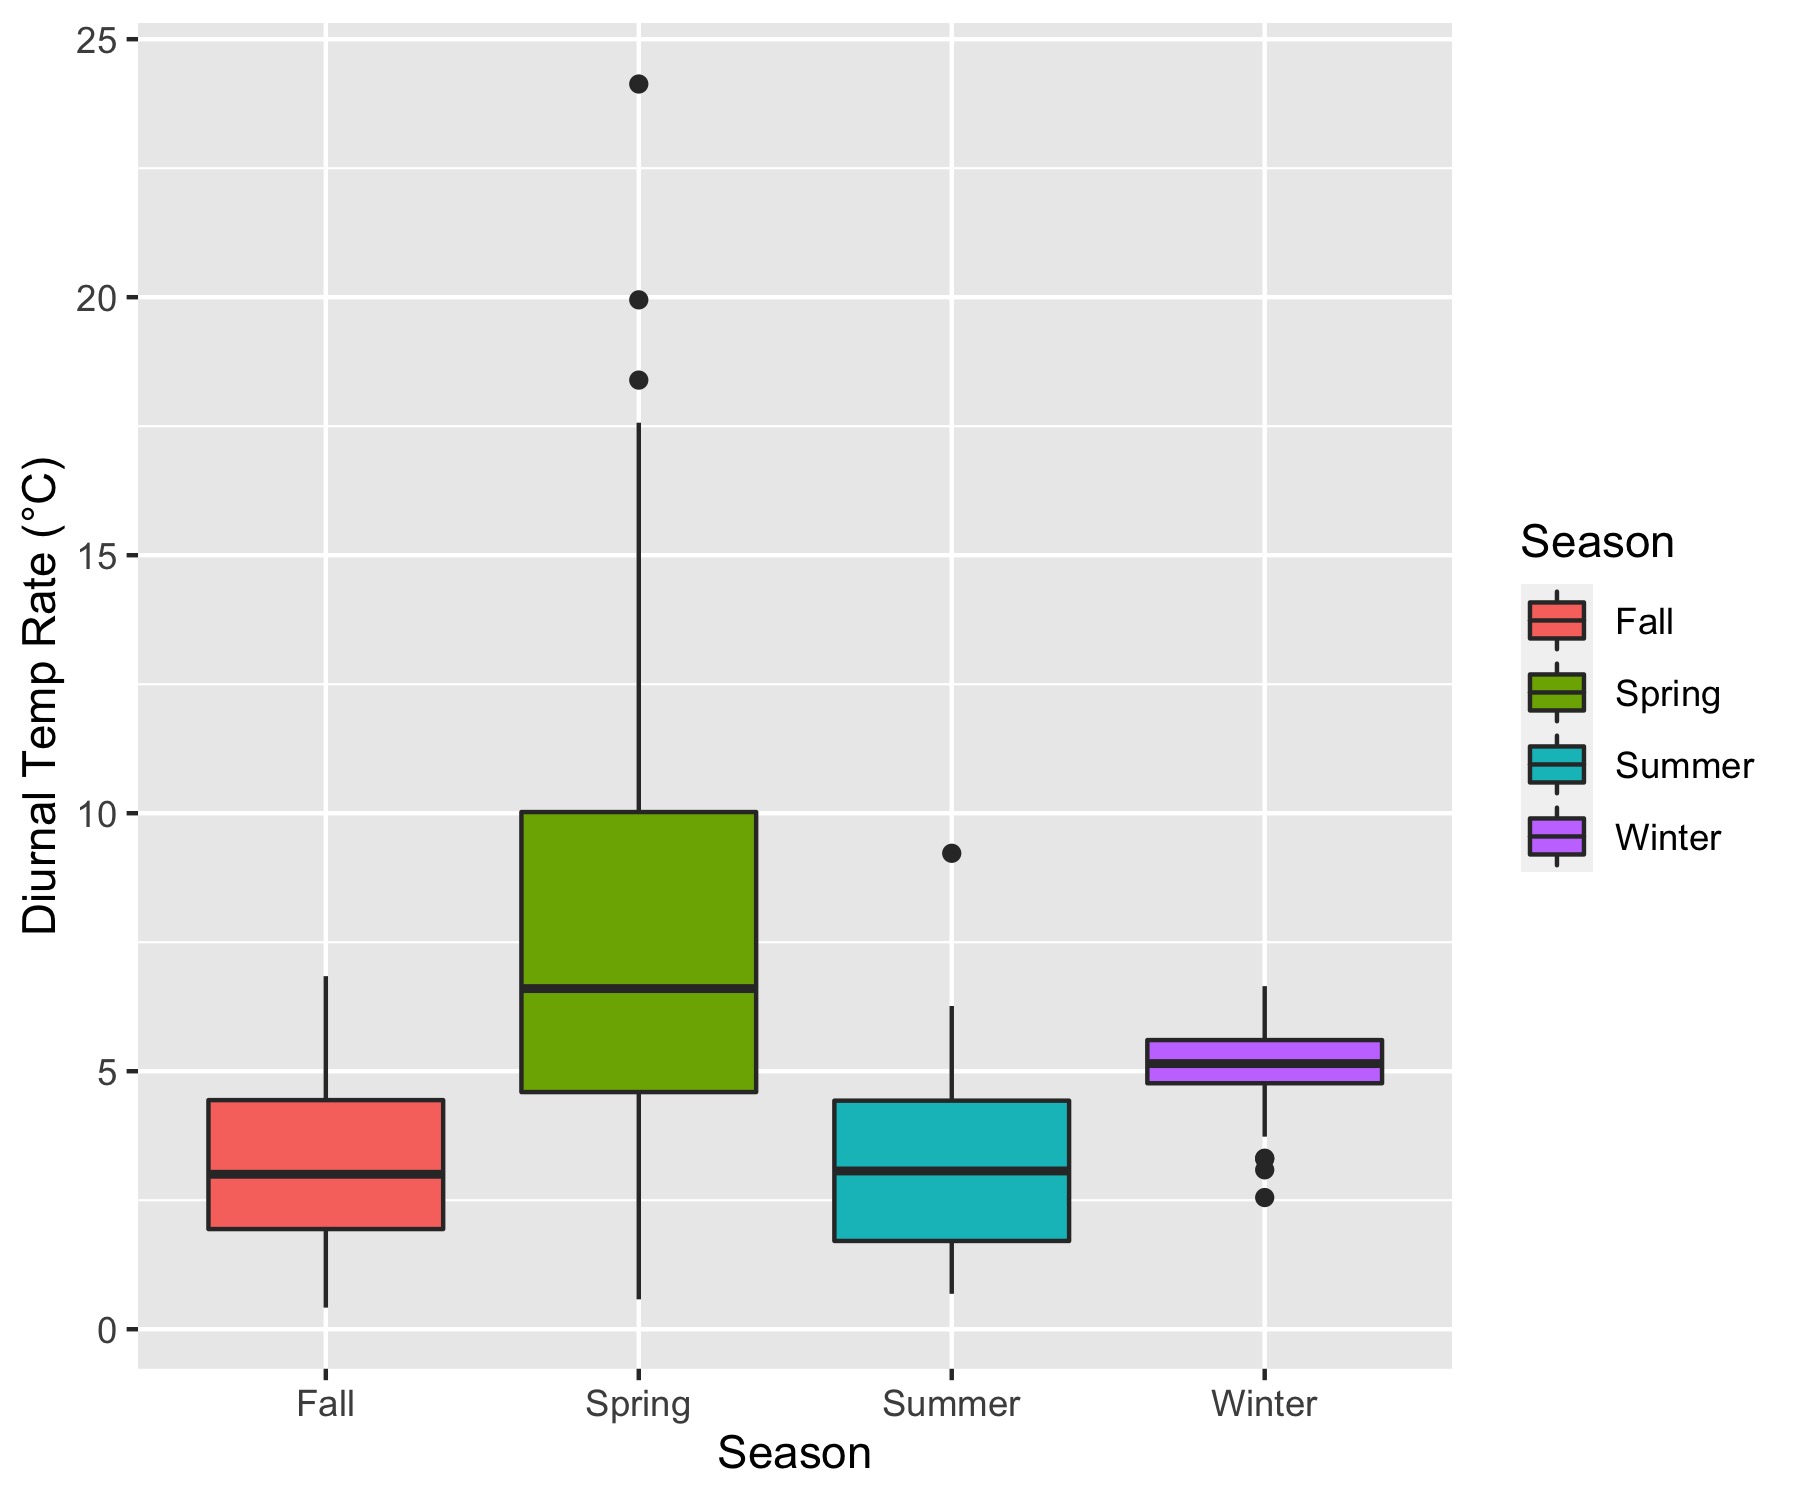 25
20
15
10
5
0
Diurnal Temp Rate (°C)
Fall
Spring
Summer
Winter
Season
Season
Fall
Spring
Summer
Winter